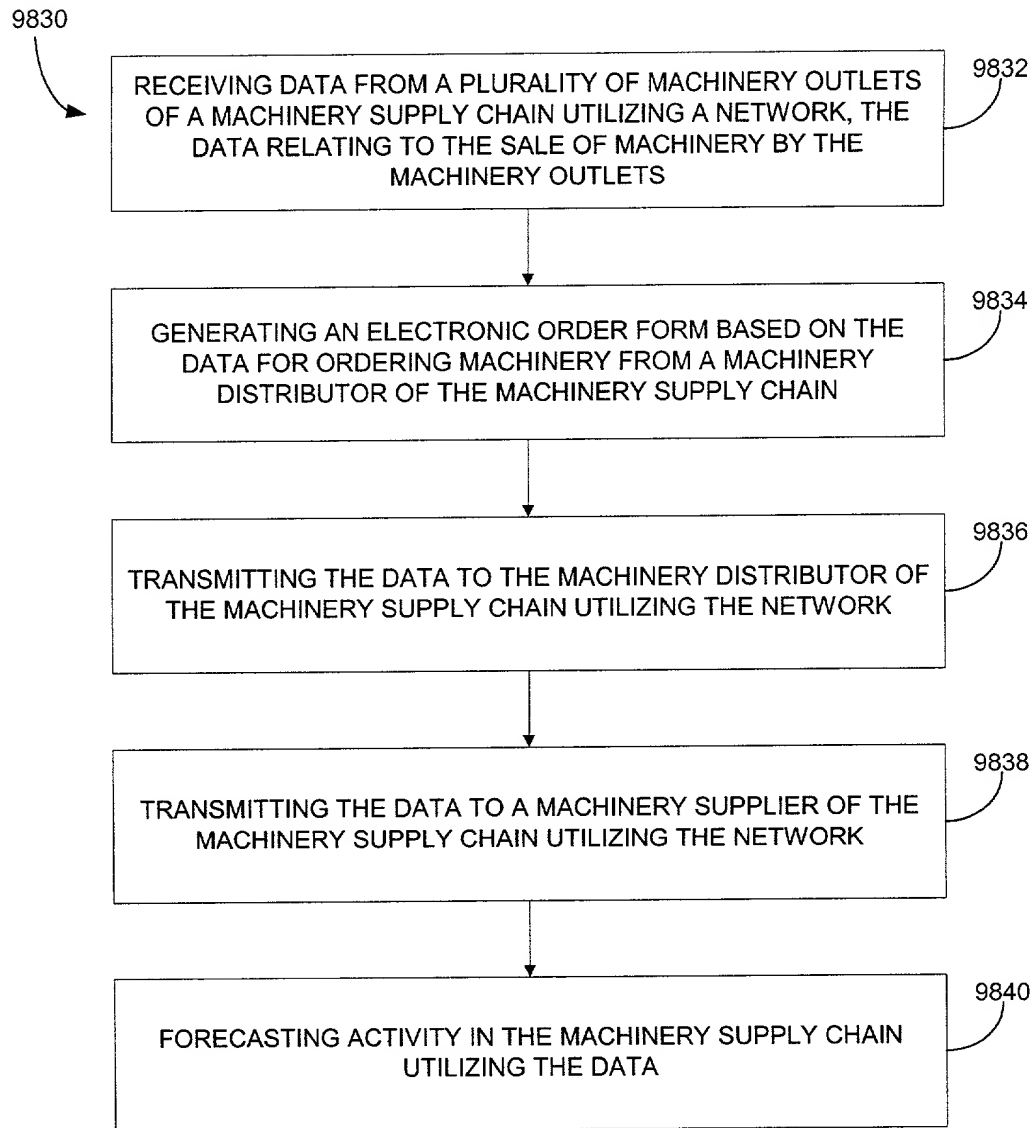 9830
9832
RECEIVING DATA FROM A PLURALITY OF MACHINERY OUTLETS
OF A MACHINERY SUPPLY CHAIN UTILIZING A NETWORK, THE
DATA RELATING TO THE SALE OF MACHINERY BY THE
MACHINERY OUTLETS
9834
GENERATING AN ELECTRONIC ORDER FORM BASED ON THE
DATA FOR ORDERING MACHINERY FROM A MACHINERY
DISTRIBUTOR OF THE MACHINERY SUPPLY CHAIN
9836
TRANSMITTING THE DATA TO THE MACHINERY DISTRIBUTOR OF
THE MACHINERY SUPPLY CHAIN UTILIZING THE NETWORK
9838
TRANSMITTING THE DATA TO A MACHINERY SUPPLIER OF THE
MACHINERY SUPPLY CHAIN UTILIZING THE NETWORK
9840
FORECASTING ACTIVITY IN THE MACHINERY SUPPLY CHAIN
UTILIZING THE DATA